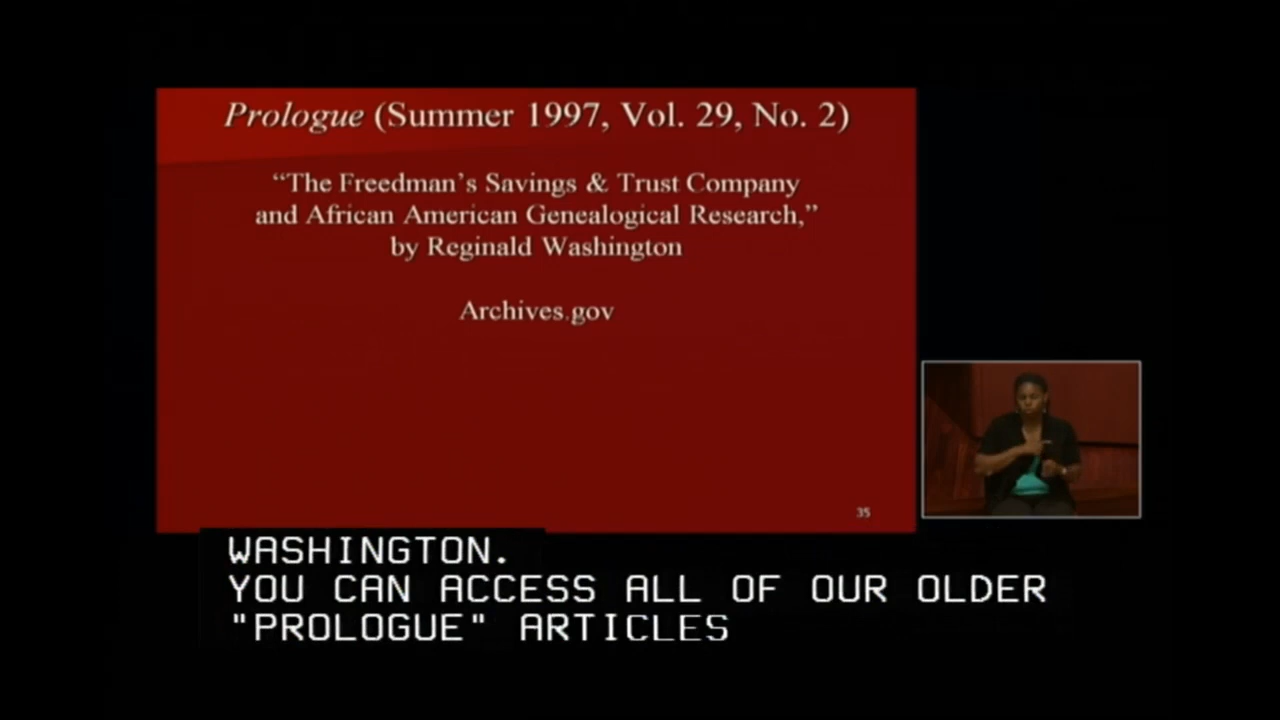 Prologue (Summer 1997, Vol. 29, No. 2)
“The Freedman’s Savings & Trust Company
and African American Genealogical Research,”
by Reginald Washington
Archives.gov
35
WASHINGTON.
YOU CAN ACCESS ALL OF OUR OLDER
"PROLOGUE" ARTICLES